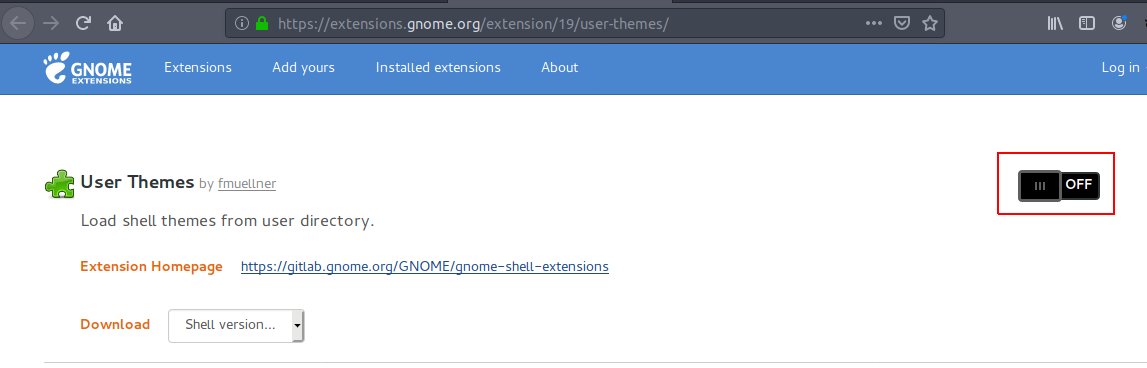 https://extensions.gnome.org/extension/19/user-themes/
GNOME
EXTENSIONS
Extensions
Add yours
Installed extensions
About
Log in
User Themes by fmuellner
OFF
Load shell themes from user directory.
Extension Homepage https://gitlab.gnome.org/GNOME/gnome-shell-extensions
Download Shell version...